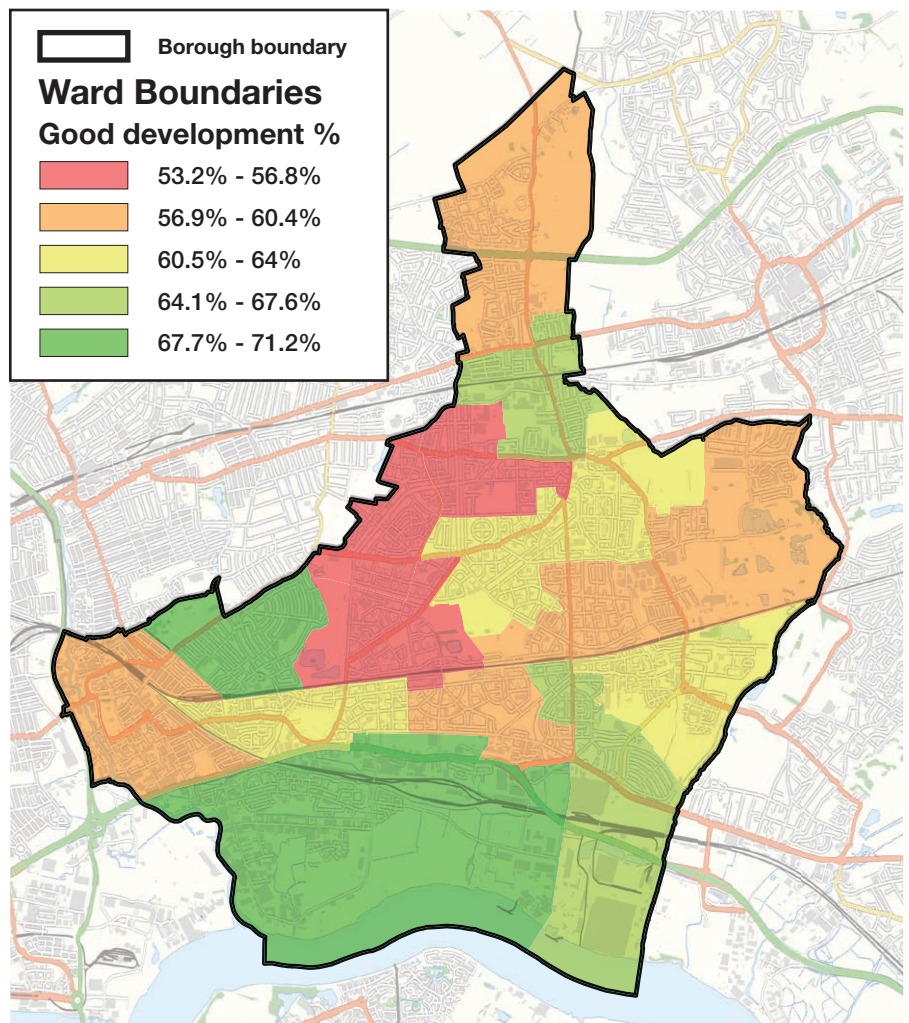 Borough boundary
Ward Boundaries
Good development %
53.2% - 56.8%
56.9% - 60.4%
60.5% - 64%
64.1% - 67.6%
67.7% - 71.2%